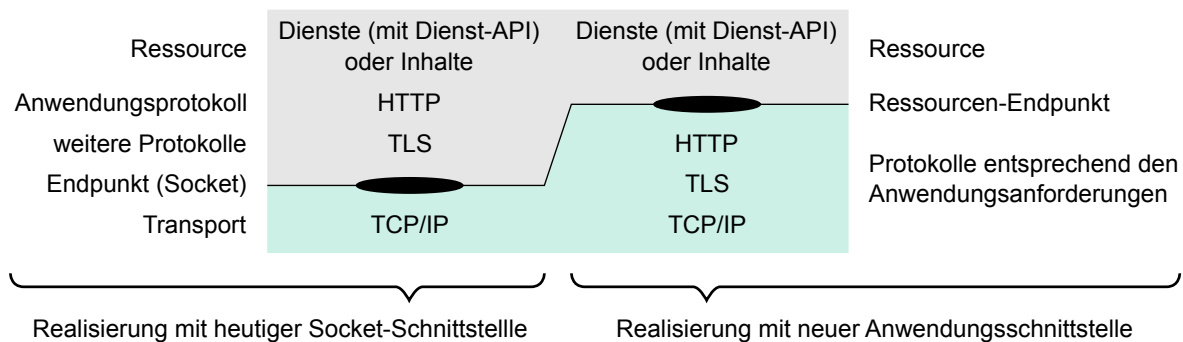 Ressource
Dienste (mit Dienst-API)
oder Inhalte
Dienste (mit Dienst-API)
oder Inhalte
Ressource
Anwendungsprotokoll
HTTP
Ressourcen-Endpunkt
weitere Protokolle
TLS
HTTP
Protokolle entsprechend den
Anwendungsanforderungen
Endpunkt (Socket)
TLS
Transport
TCP/IP
TCP/IP
Realisierung mit heutiger Socket-Schnittstellle
Realisierung mit neuer Anwendungsschnittstelle